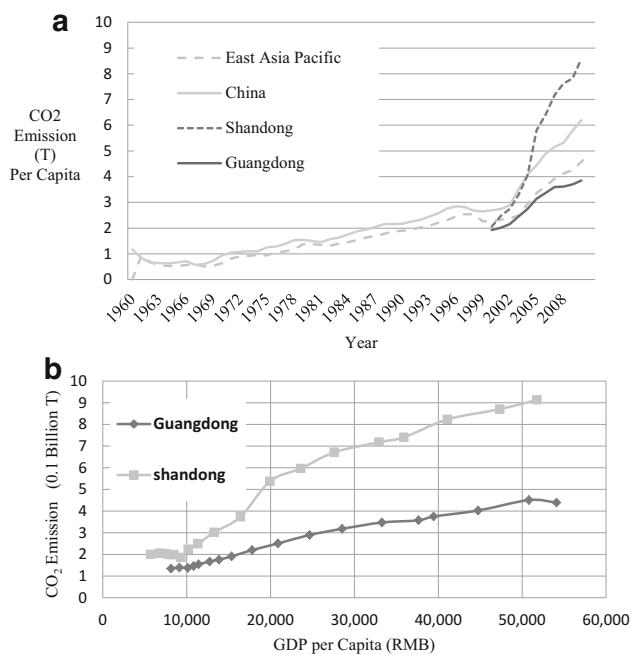 a
10
9
8
7
6
5
4
3
2
1
0
CO2
Emission
(T)
Per Capita
East Asia Pacific
China
Shandong
Guangdong
1960 1963 1966 1969 1972 1975 1978 1981 1984 1987 1990 1993 1996 1999 2002 2005 2008
Year
b
10
9
8
7
6
5
4
3
2
1
0
CO₂ Emission (0.1 Billion T)
Guangdong
shandong
0 10,000 20,000 30,000 40,000 50,000 60,000
GDP per Capita (RMB)